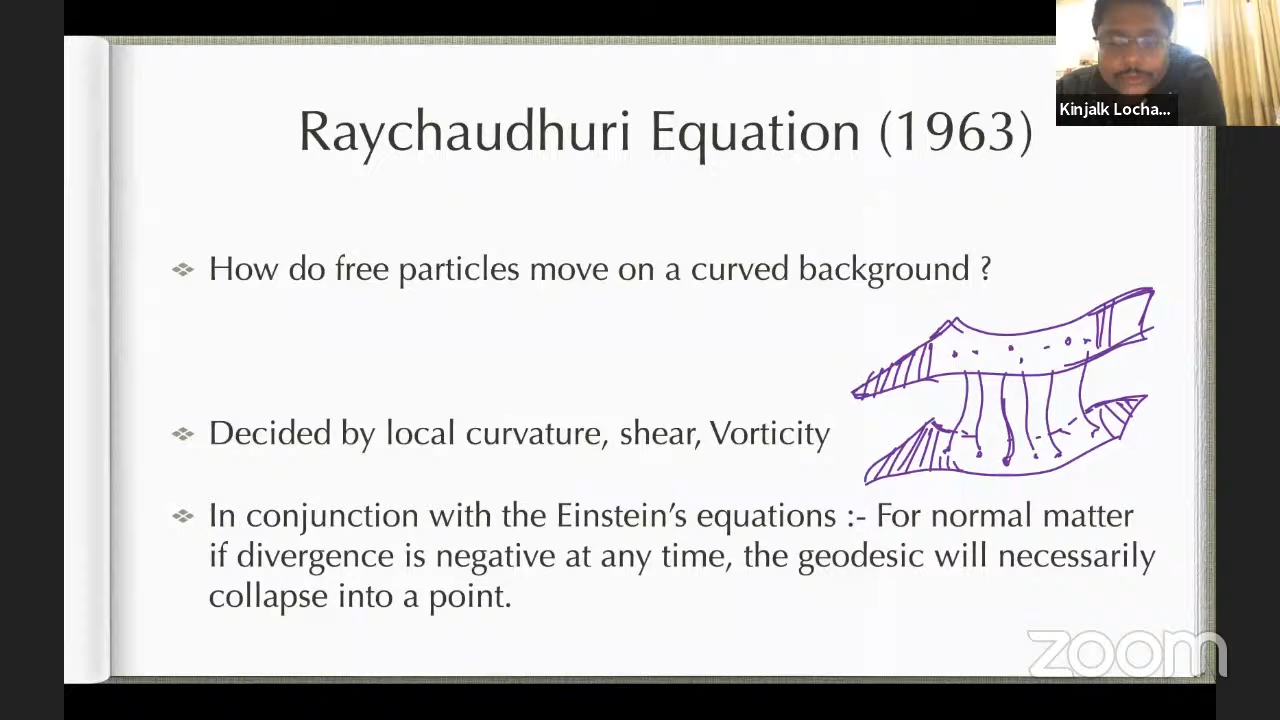 Raychaudhuri Equation (1963)
Kinjalk Locha...
How do free particles move on a curved background ?
Decided by local curvature, shear, Vorticity
In conjunction with the Einstein's equations :- For normal matter
if divergence is negative at any time, the geodesic will necessarily
collapse into a point.
zoom